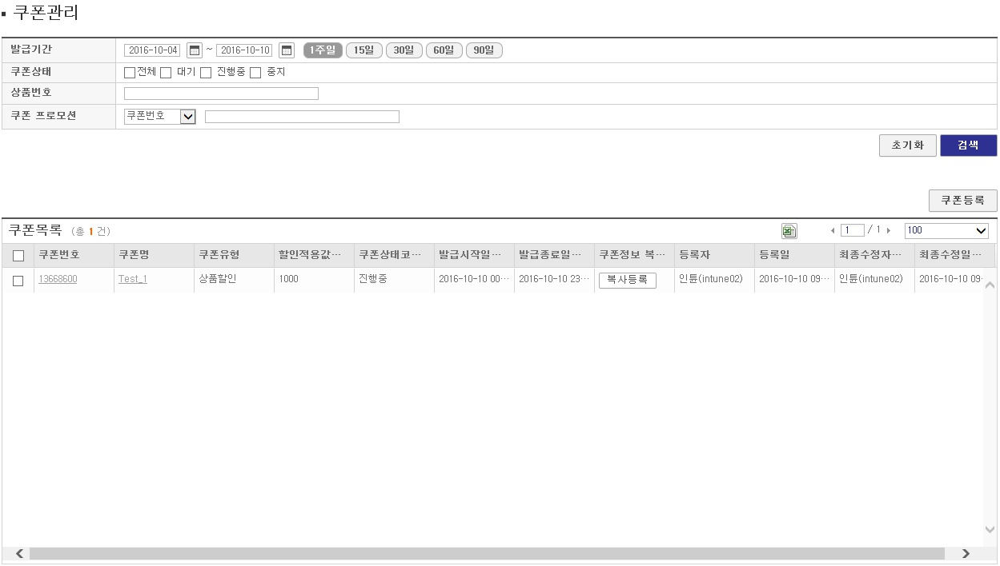 쿠폰관리
발급기간 2016-10-04 ~ 2016-10-10 1주일 15일 30일 60일 90일
쿠폰상태 전체 대기 진행중 중지
상품번호
쿠폰 프로모션 쿠폰번호
초기화 검색
쿠폰등록
쿠폰목록 (총 1 건) 1 / 1 100
쿠폰번호 쿠폰명 쿠폰유형 할인적용값… 쿠폰상태코… 발급시작일… 발급종료일… 쿠폰정보 복… 등록자 등록일 최종수정자… 최종수정일…
13668600 Test_1 상품할인 1000 진행중 2016-10-10 00… 2016-10-10 23… 복사등록 인튠(intune02) 2016-10-10 09… 인튠(intune02) 2016-10-10 09…